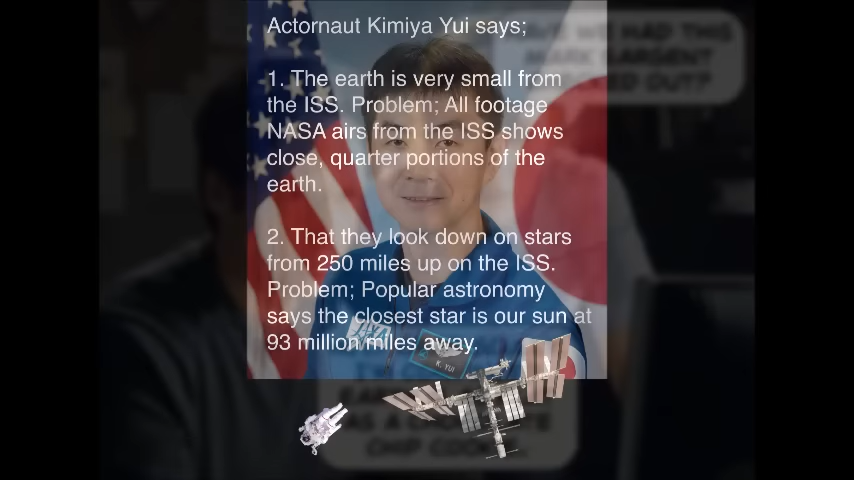 Actornaut Kimiya Yui says;
1. The earth is very small from
the ISS. Problem; All footage
NASA airs from the ISS shows
close, quarter portions of the
earth.
2. That they look down on stars
from 250 miles up on the ISS.
Problem; Popular astronomy
says the closest star is our sun at
93 million miles away.
K. YUI